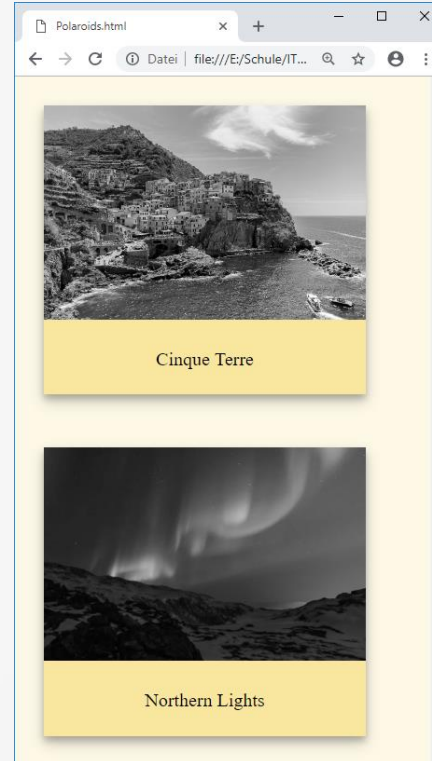 Polaroids.html
Datei | file:///E:/Schule/IT...
Cinque Terre
Northern Lights